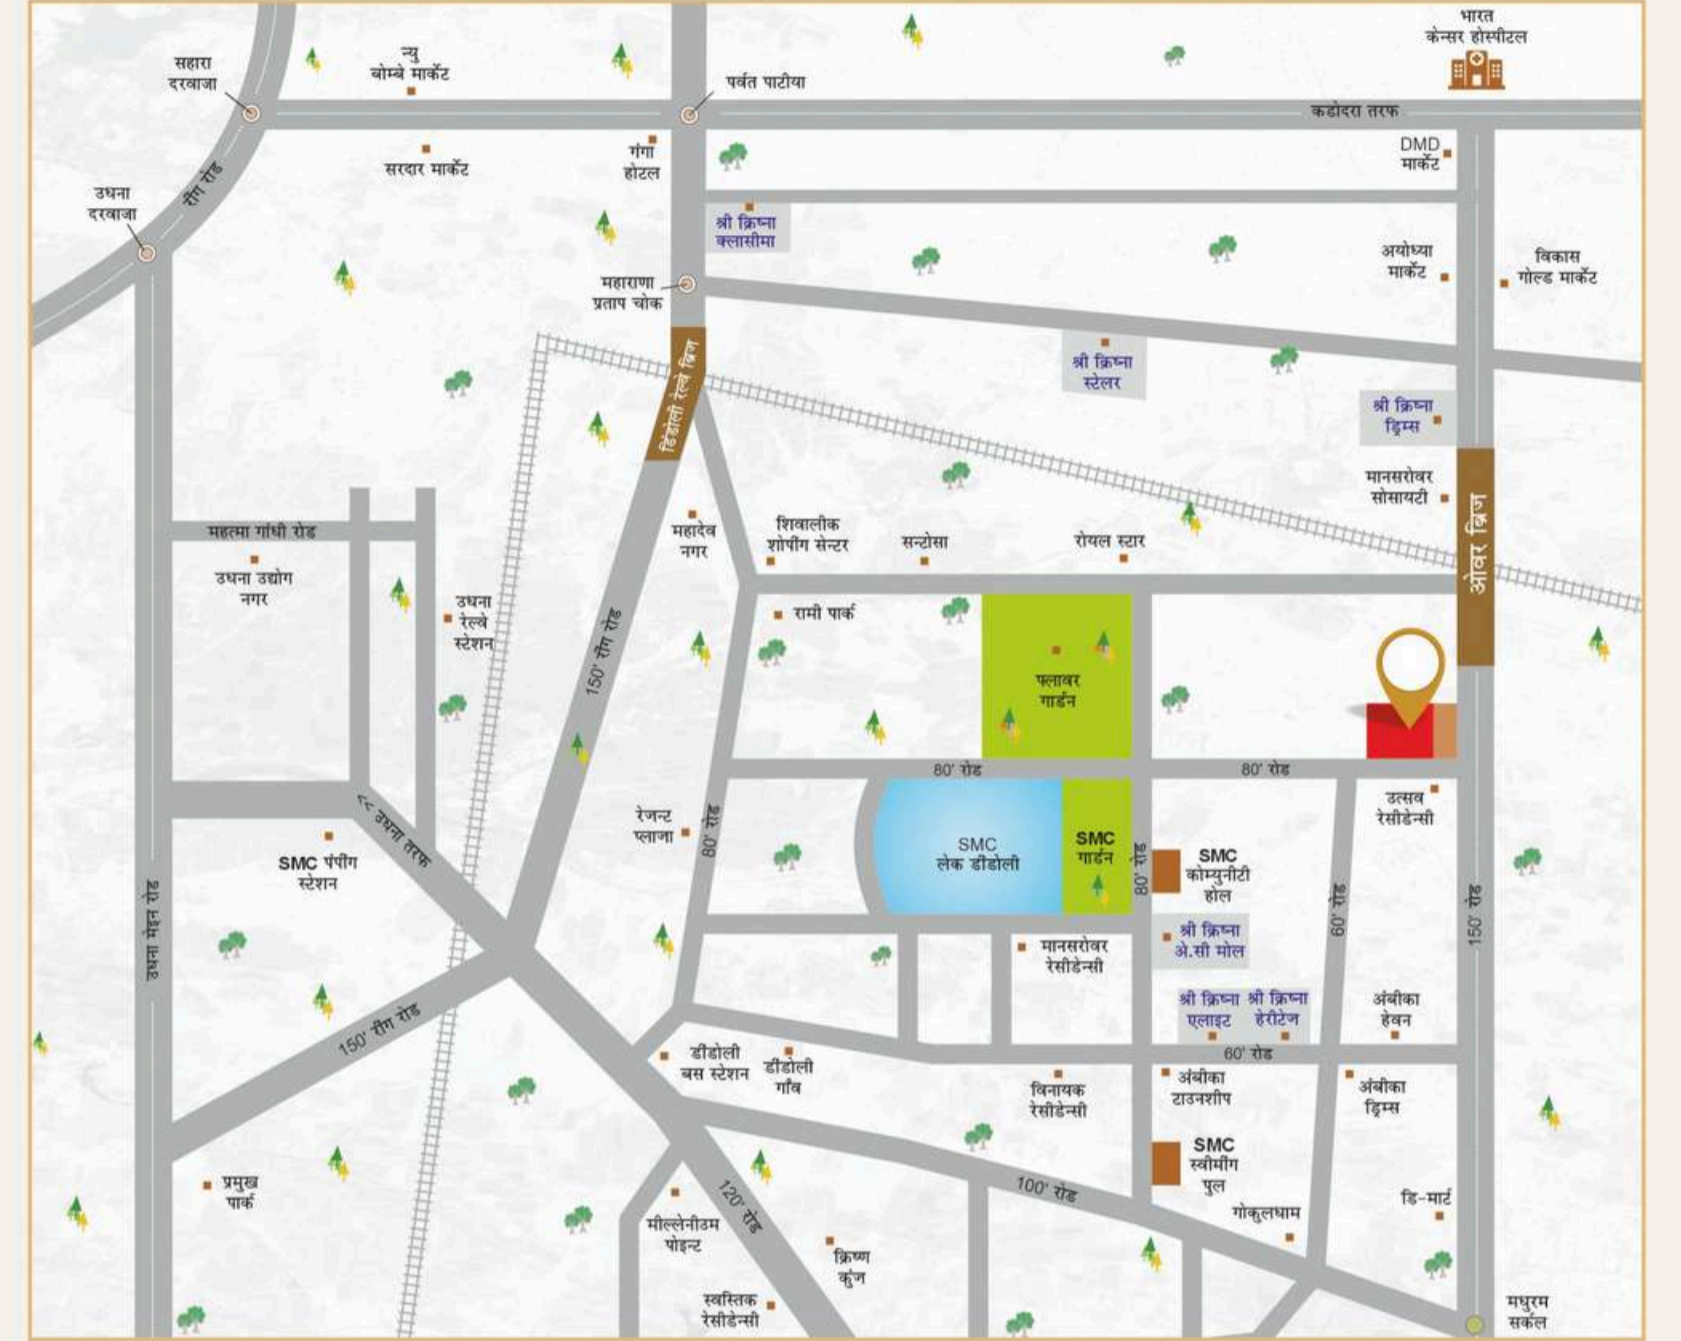 भारत
केन्सर होस्पीटल
न्यु
बोम्बे मार्केट
सहारा
दरवाजा
पर्वत पाटीया
कडोदरा तरफ
सरदार मार्केट
गंगा
होटल
DMD
मार्केट
रींग रोड
उधना
दरवाजा
श्री क्रिष्ना
क्लासीमा
अयोध्या
मार्केट
विकास
गोल्ड मार्केट
महाराणा
प्रताप चोक
डिंडोली रेल्वे ब्रिज
श्री क्रिष्ना
स्टेलर
श्री क्रिष्ना
ड्रिम्स
मानसरोवर
सोसायटी
ओवर ब्रिज
महत्मा गांधी रोड
महादेव
नगर
शिवालीक
शोपींग सेन्टर
सन्टोसा
रोयल स्टार
उधना उद्योग
नगर
उधना
रेल्वे
स्टेशन
रामी पार्क
150' रींग रोड
फ्लावर
गार्डन
80' रोड
80' रोड
उत्सव
रेसीडेन्सी
रेजन्ट
प्लाजा
80' रोड
<< उधना तरफ
SMC
लेक डींडोली
SMC
गार्डन
80' रोड
SMC
कोम्युनीटी
होल
SMC पंपींग
स्टेशन
60' रोड
150' रोड
उधना मेइन रोड
श्री क्रिष्ना
अे.सी मोल
मानसरोवर
रेसीडेन्सी
श्री क्रिष्ना
एलाइट
श्री क्रिष्ना
हेरीटेज
अंबीका
हेवन
150' रींग रोड
60' रोड
डींडोली
बस स्टेशन
डींडोली
गाँव
विनायक
रेसीडेन्सी
अंबीका
टाउनशीप
अंबीका
ड्रिम्स
SMC
स्वीमींग
पुल
प्रमुख
पार्क
100' रोड
120' रोड
डि-मार्ट
गोकुलधाम
मील्लेनीउम
पोइन्ट
क्रिष्ण
कुंज
स्वस्तिक
रेसीडेन्सी
मधुरम
सर्कल